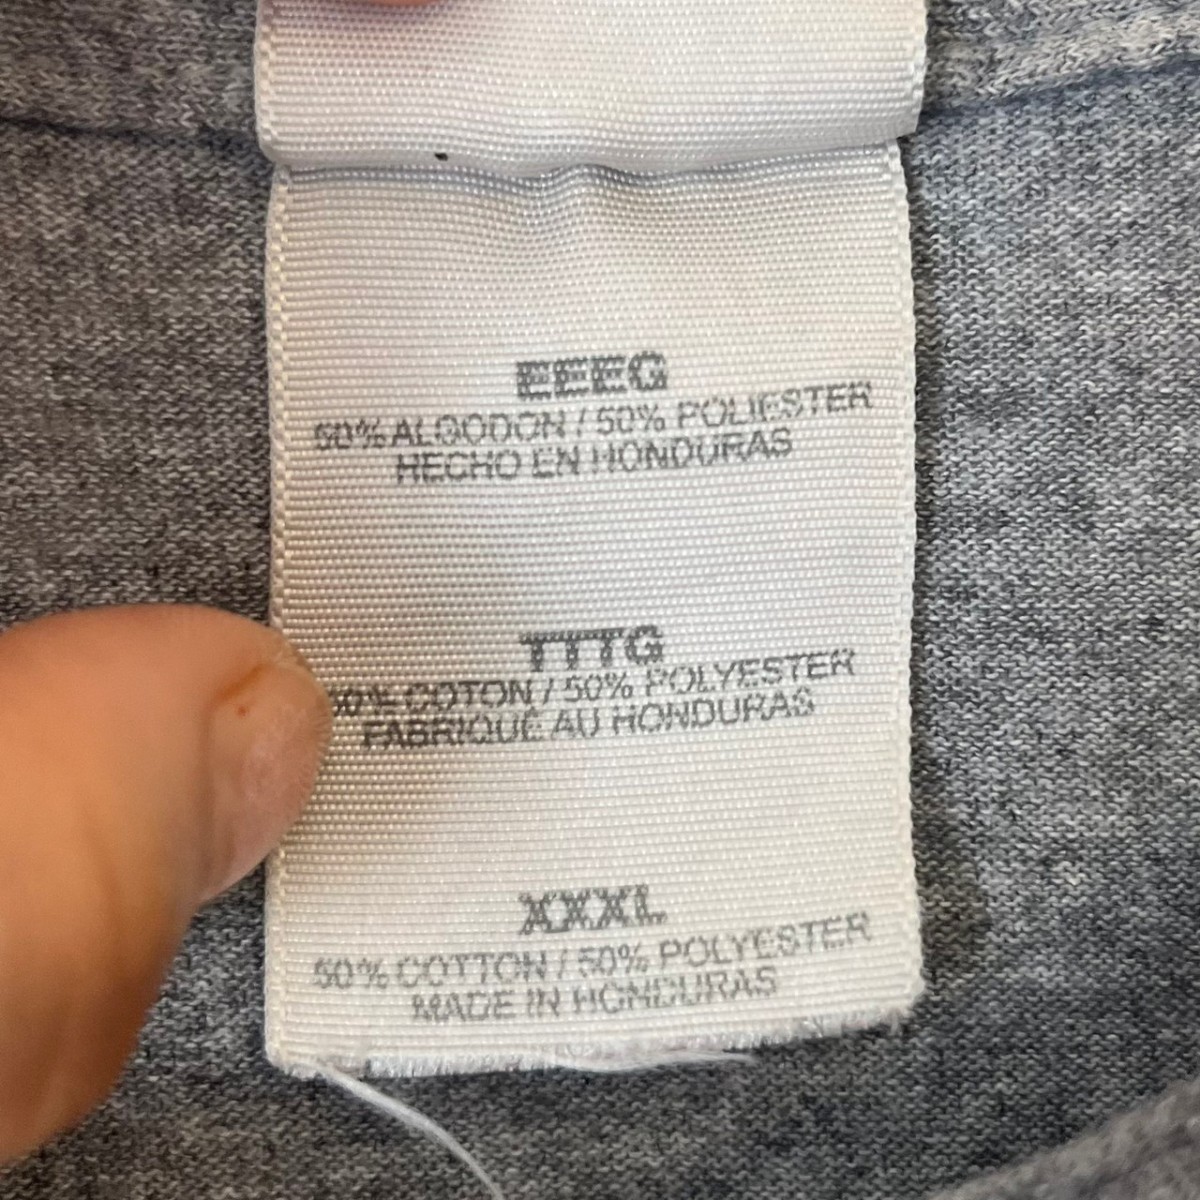 EEEG
50% ALGODON / 50% POLIESTER
HECHO EN HONDURAS
TTTG
50% COTON / 50% POLYESTER
FABRIQUÉ AU HONDURAS
XXXL
50% COTTON / 50% POLYESTER
MADE IN HONDURAS